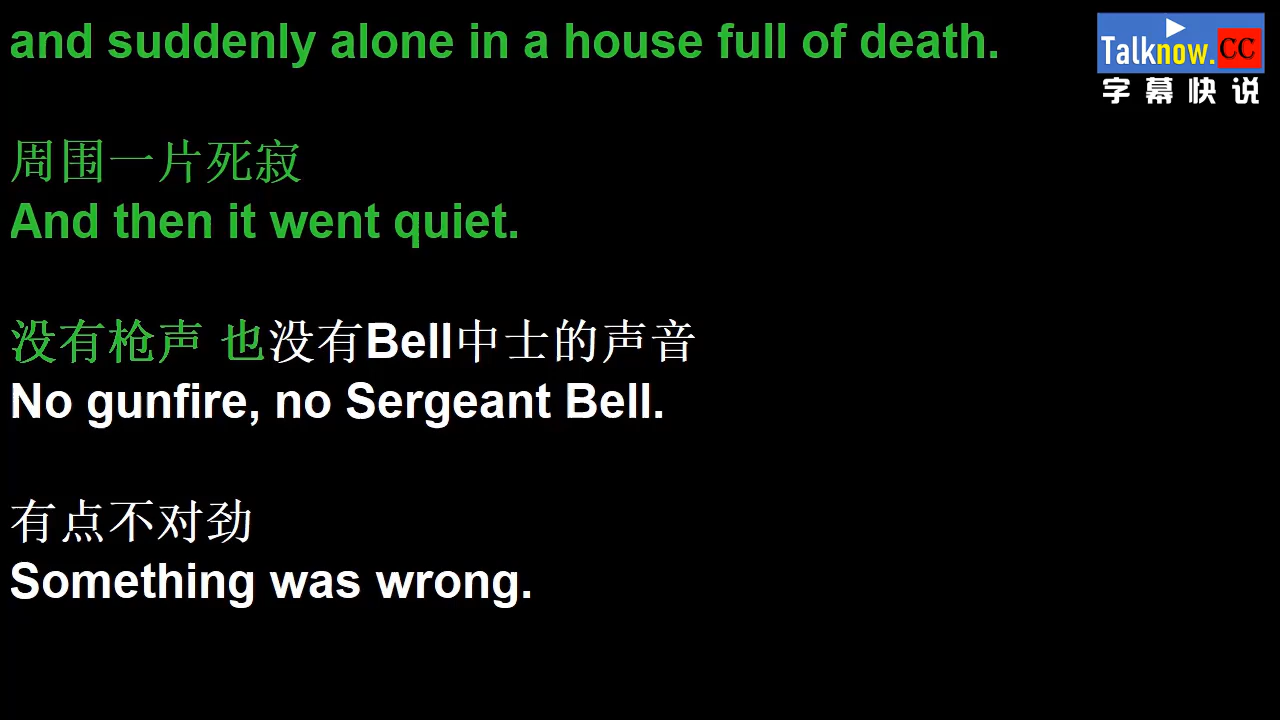 and suddenly alone in a house full of death.
Talknow.CC
字幕快说
周围一片死寂
And then it went quiet.
没有枪声 也没有Bell中士的声音
No gunfire, no Sergeant Bell.
有点不对劲
Something was wrong.